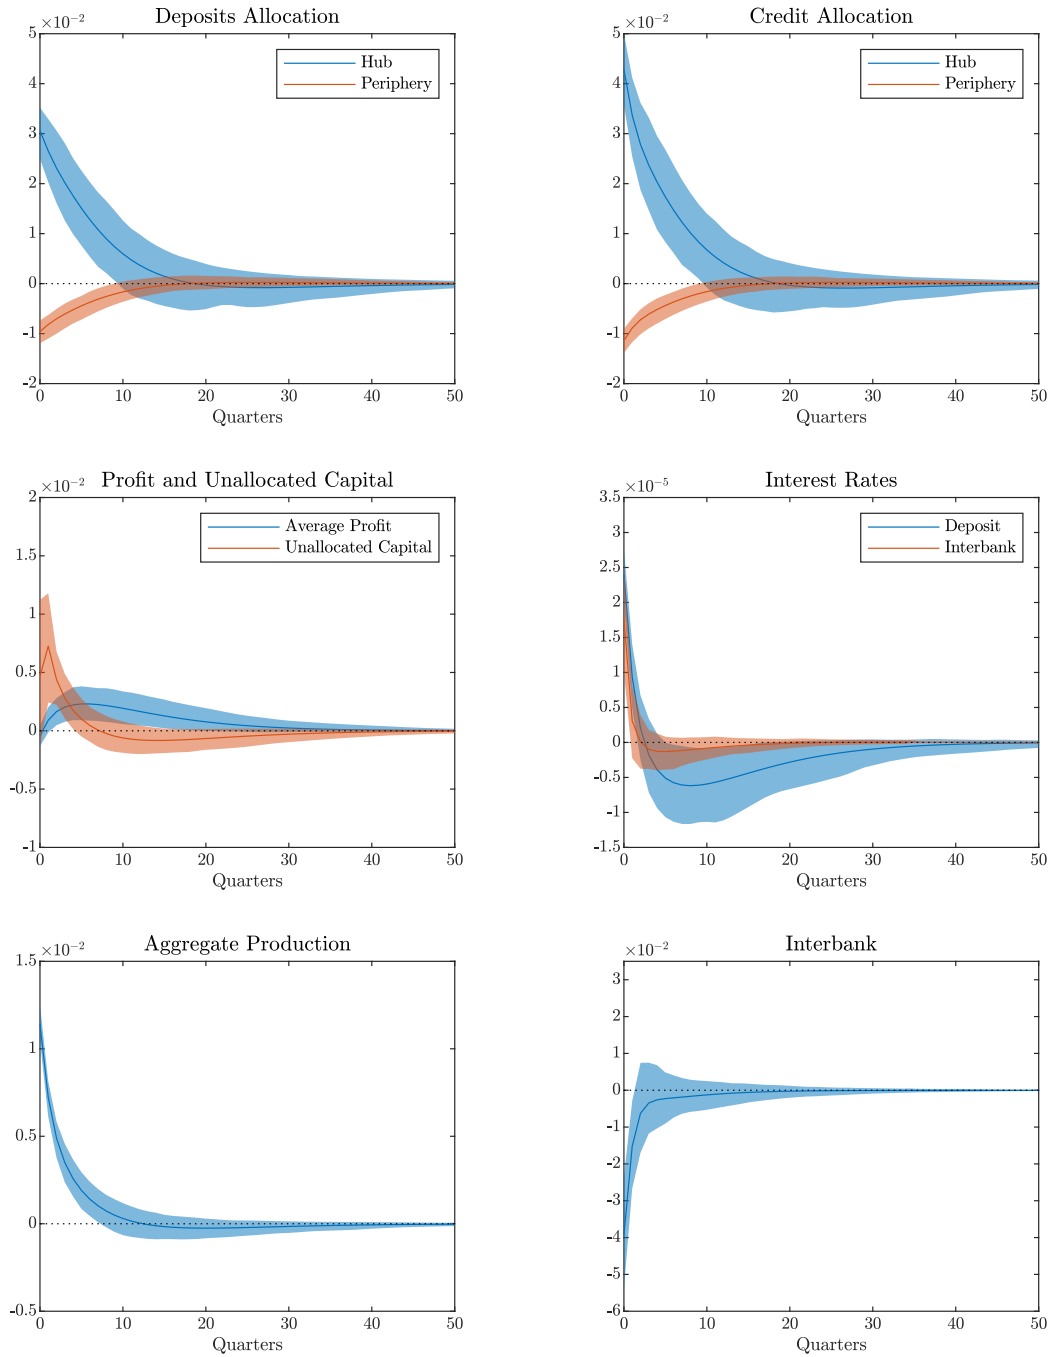 Deposits Allocation
×10⁻²
5
4
3
2
1
0
-1
-2
0 10 20 30 40 50
Quarters
Hub
Periphery
Credit Allocation
×10⁻²
5
4
3
2
1
0
-1
-2
0 10 20 30 40 50
Quarters
Hub
Periphery
Profit and Unallocated Capital
×10⁻²
2
1.5
1
0.5
0
-0.5
-1
0 10 20 30 40 50
Quarters
Average Profit
Unallocated Capital
Interest Rates
×10⁻⁵
3.5
3
2.5
2
1.5
1
0.5
0
-0.5
-1
-1.5
0 10 20 30 40 50
Quarters
Deposit
Interbank
Aggregate Production
×10⁻²
1.5
1
0.5
0
-0.5
0 10 20 30 40 50
Quarters
Interbank
×10⁻²
3
2
1
0
-1
-2
-3
-4
-5
-6
0 10 20 30 40 50
Quarters